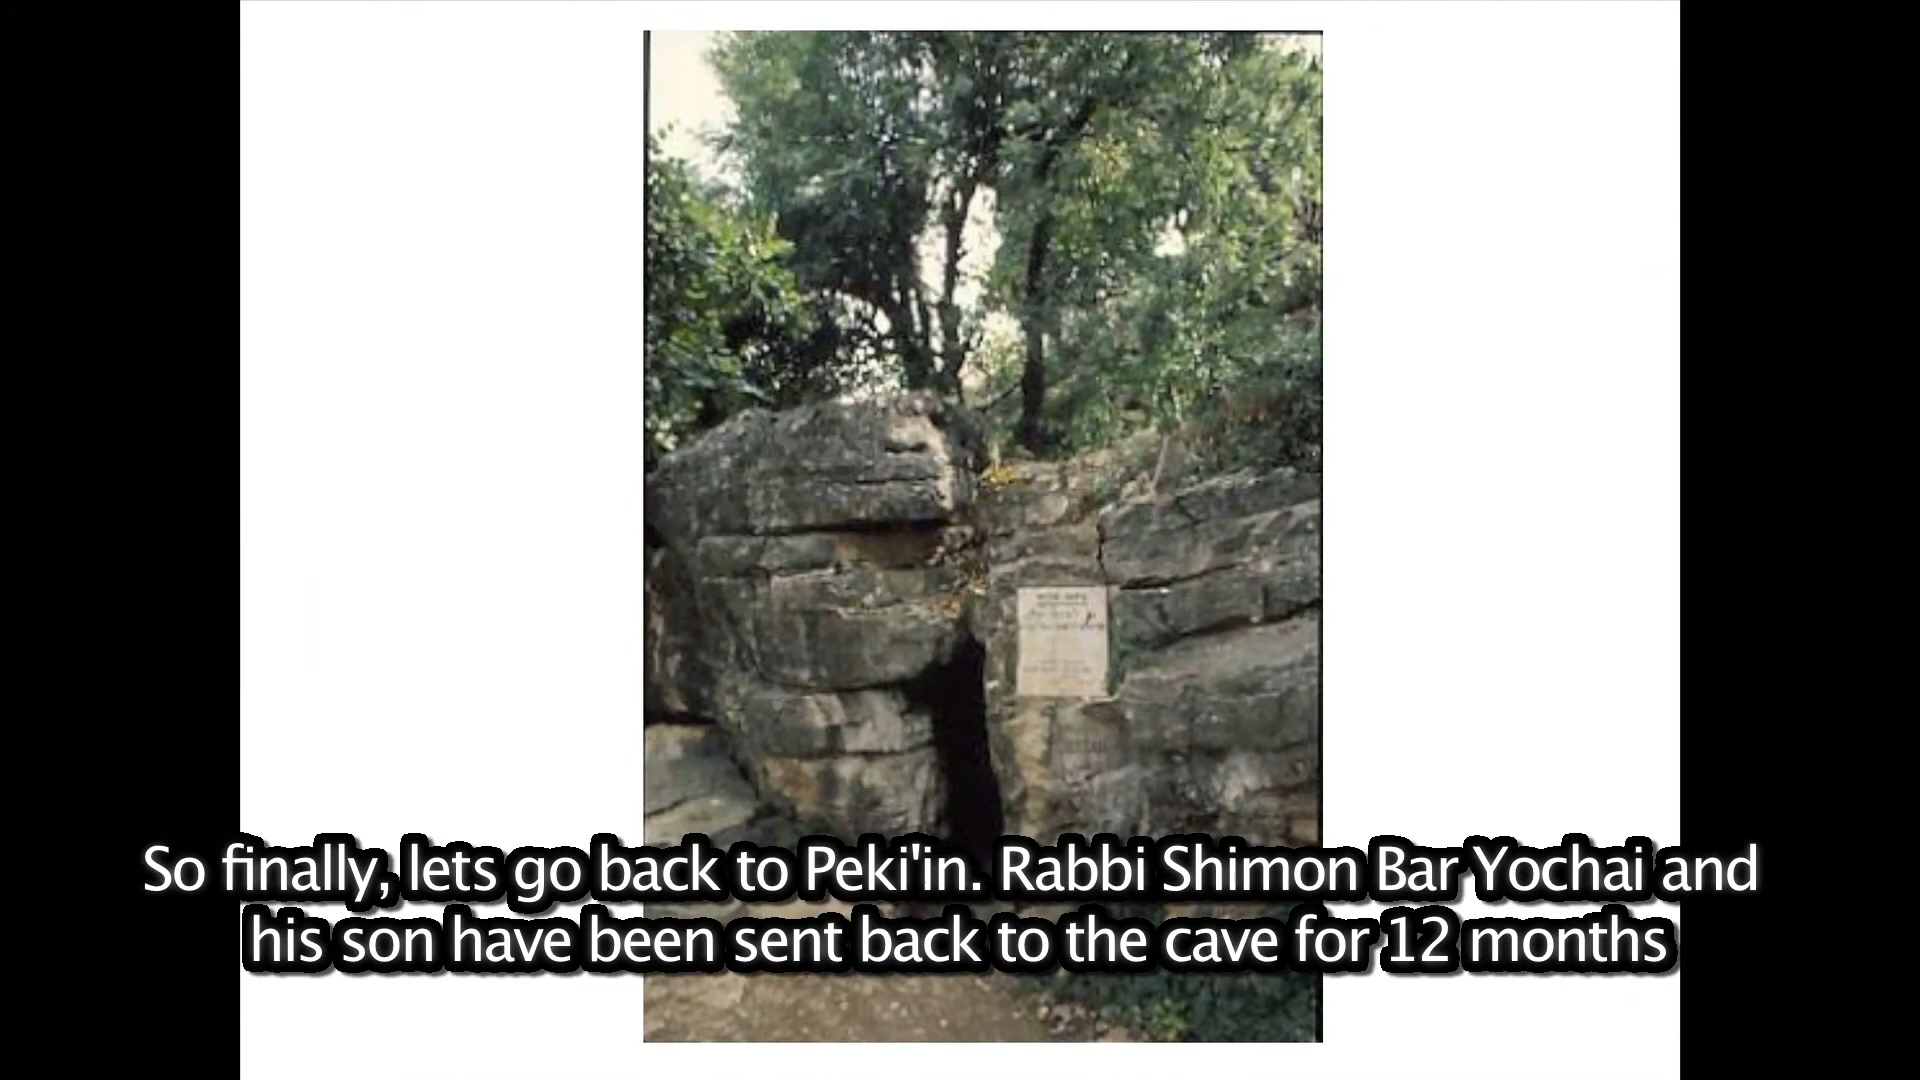 So finally, lets go back to Peki'in. Rabbi Shimon Bar Yochai and
his son have been sent back to the cave for 12 months